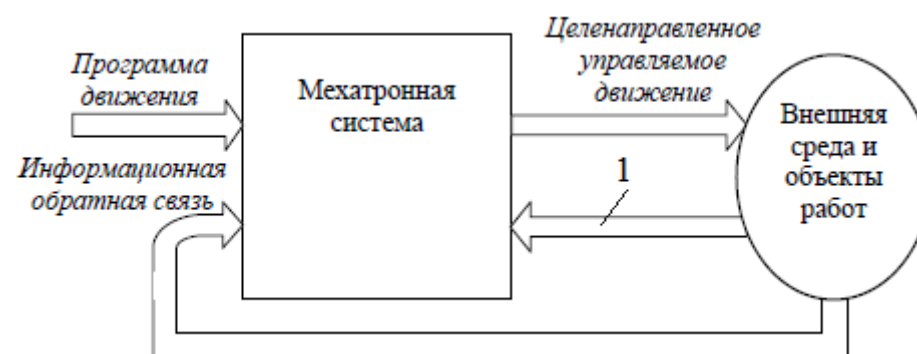 Программа
движения
Информационная
обратная связь
Мехатронная
система
Целенаправленное
управляемое
движение
1
Внешняя
среда и
объекты
работ